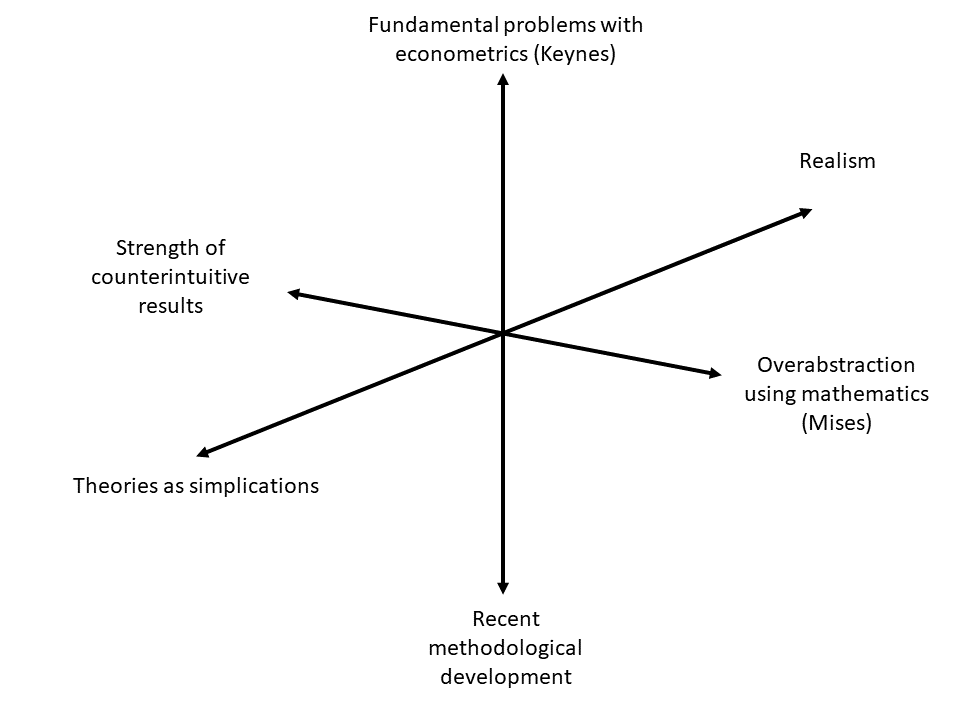 Fundamental problems with
econometrics (Keynes)
Realism
Strength of
counterintuitive
results
Overabstraction
using mathematics
(Mises)
Theories as simplications
Recent
methodological
development